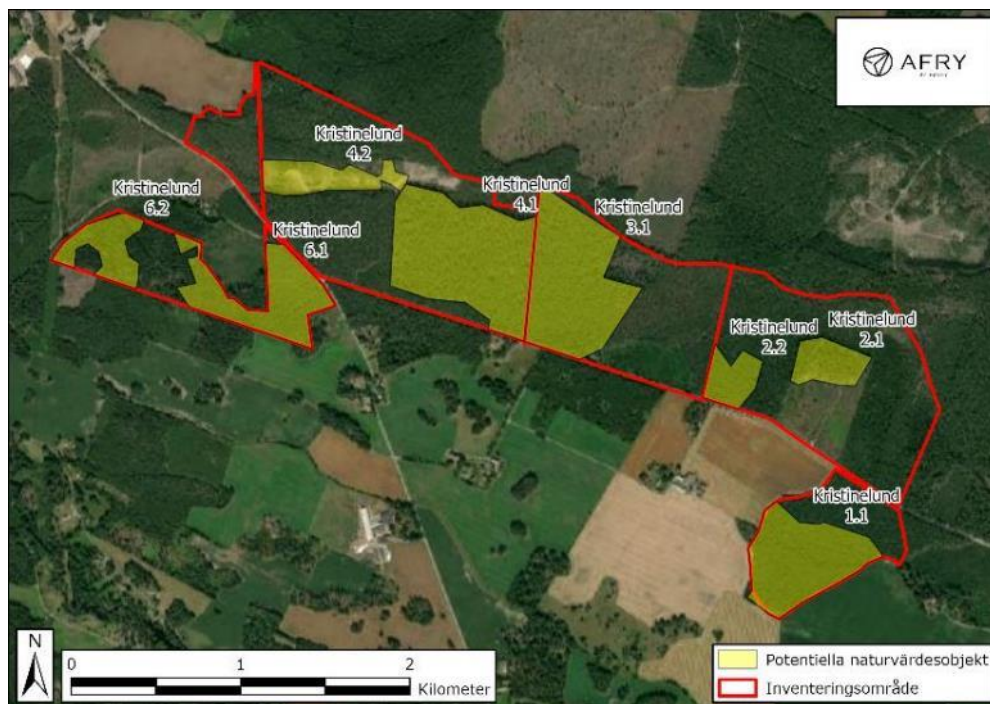 AFRY
Kristinelund
4.2
Kristinelund
6.2
Kristinelund
6.1
Kristinelund
4.1
Kristinelund
3.1
Kristinelund
2.2
Kristinelund
2.1
Kristinelund
1.1
N
0 1 2
Kilometer
Potentiella naturvärdesobjekt
Inventeringsområde